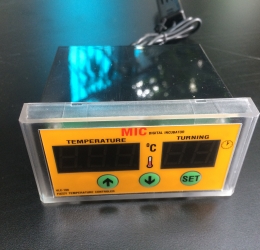 MIC DIGITAL INCUBATOR
TEMPERATURE TURNING
°C
SET